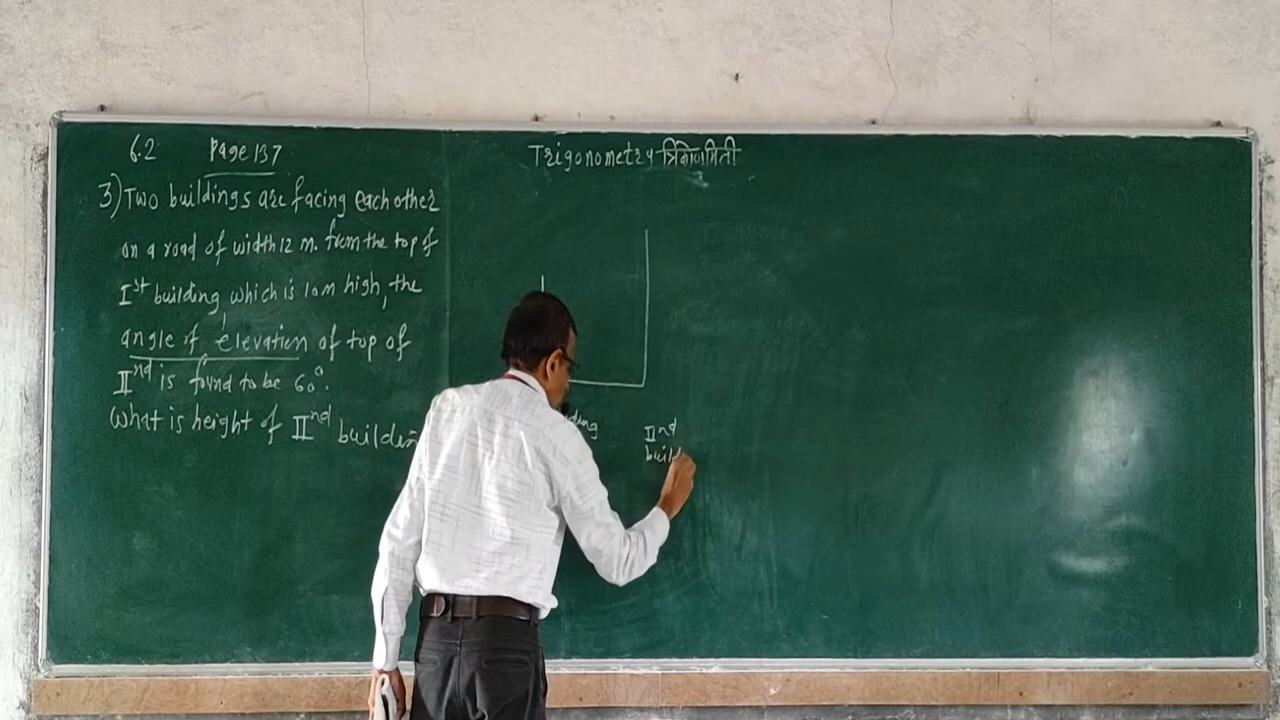 6.2 Page 137
Trigonometry त्रिकोणमिती
3) Two buildings are facing each other
on a road of width 12 m. from the top of
Ist building, which is 10m high, the
angle of elevation of top of
IInd is found to be 60°.
What is height of IInd
IInd